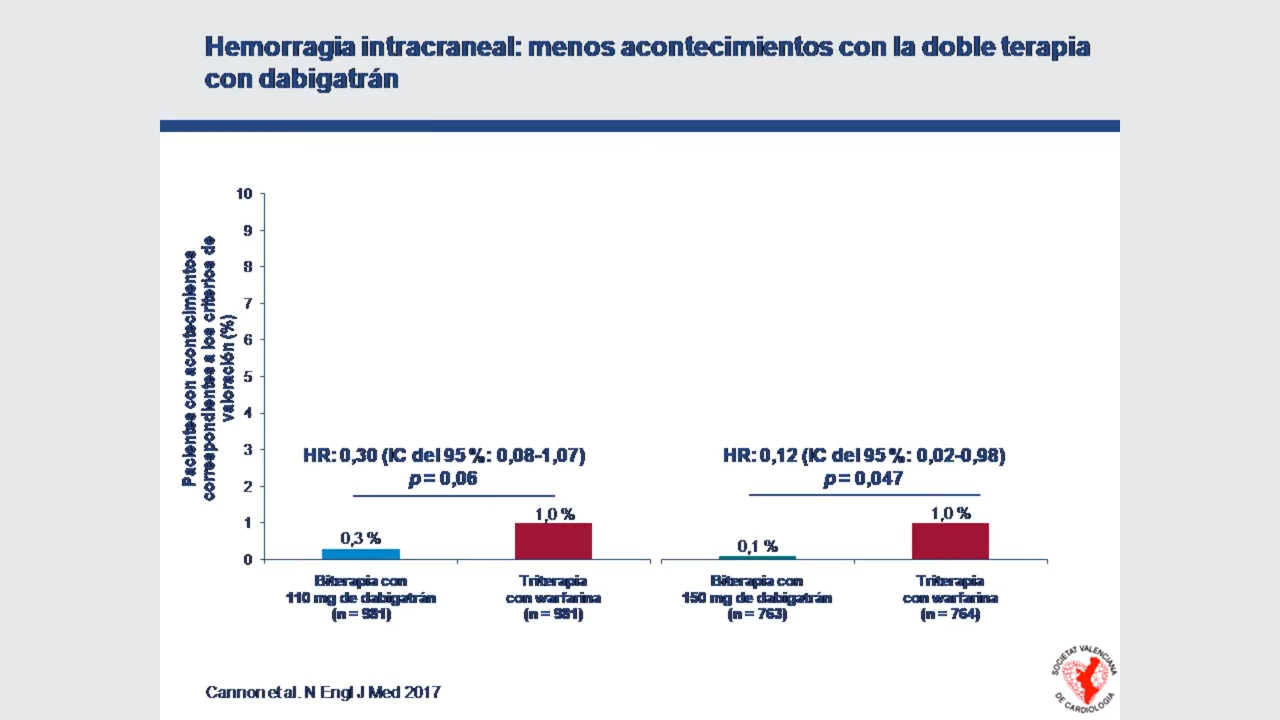 Hemorragia intracraneal: menos acontecimientos con la doble terapia
con dabigatrán
Pacientes con acontecimientos
correspondientes a los criterios de
valoración (%)
10
9
8
7
6
5
4
3
2
1
0
HR: 0,30 (IC del 95 %: 0,08-1,07)
p = 0,06
0,3 %
1,0 %
HR: 0,12 (IC del 95 %: 0,02-0,98)
p = 0,047
0,1 %
1,0 %
Biterapia con
110 mg de dabigatrán
(n = 981)
Triterapia
con warfarina
(n = 981)
Biterapia con
150 mg de dabigatrán
(n = 763)
Triterapia
con warfarina
(n = 764)
Cannon et al. N Engl J Med 2017
SOCIETAT VALENCIANA
DE CARDIOLOGIA